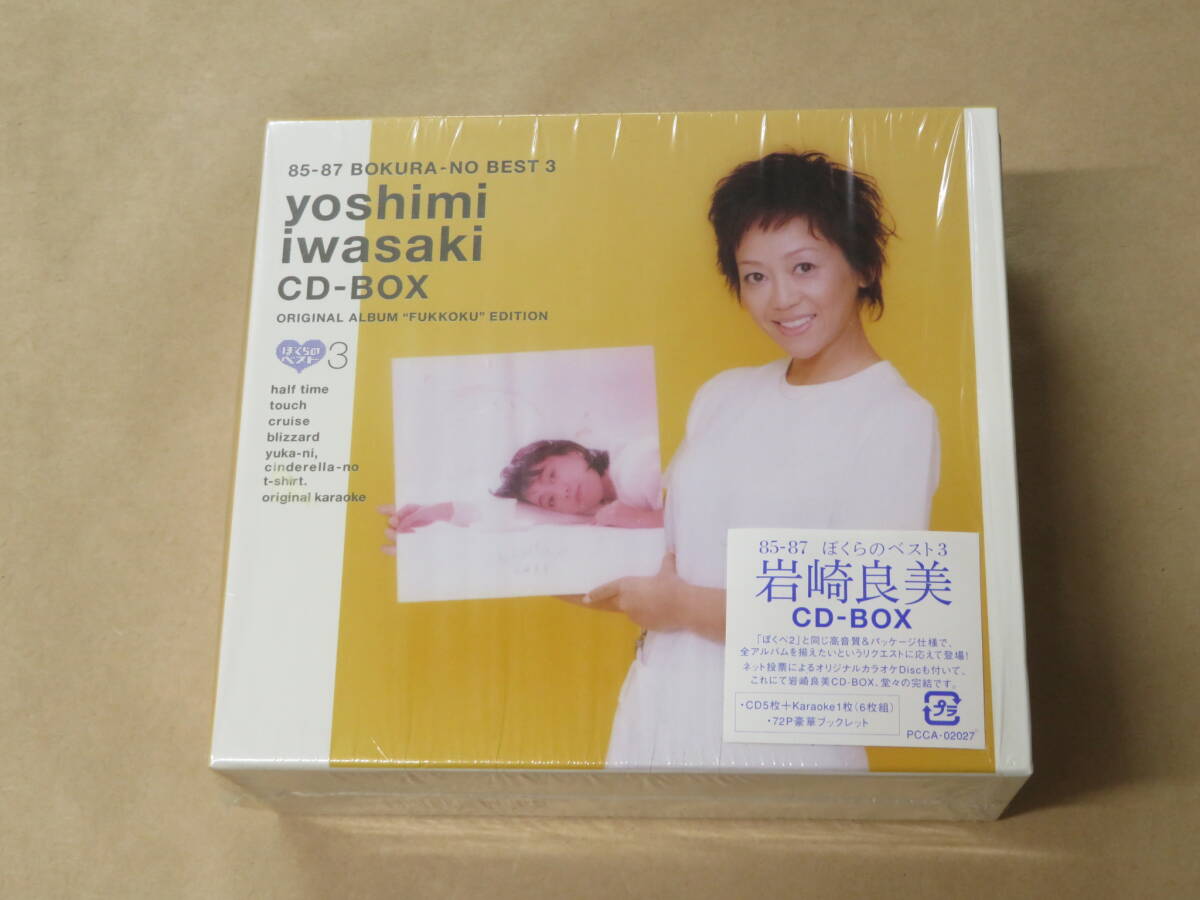 85-87 BOKURA-NO BEST 3
yoshimi
iwasaki
CD-BOX
ORIGINAL ALBUM "FUKKOKU" EDITION
ぼくらの
ベスト 3
half time
touch
cruise
blizzard
yuka-ni,
cinderella-no
t-shirt.
original karaoke
85-87 ぼくらのベスト3
岩崎良美
CD-BOX
「ぼくべ2」と同じ高音質&パッケージ仕様で、
全アルバムを揃えたいというリクエストに応えて登場!
ネット投票によるオリジナルカラオケDiscも付いて、
これにて岩崎良美CD-BOX、堂々の完結です。
・CD5枚+Karaoke1枚(6枚組)
・72P豪華ブックレット
プラ
PCCA-02027